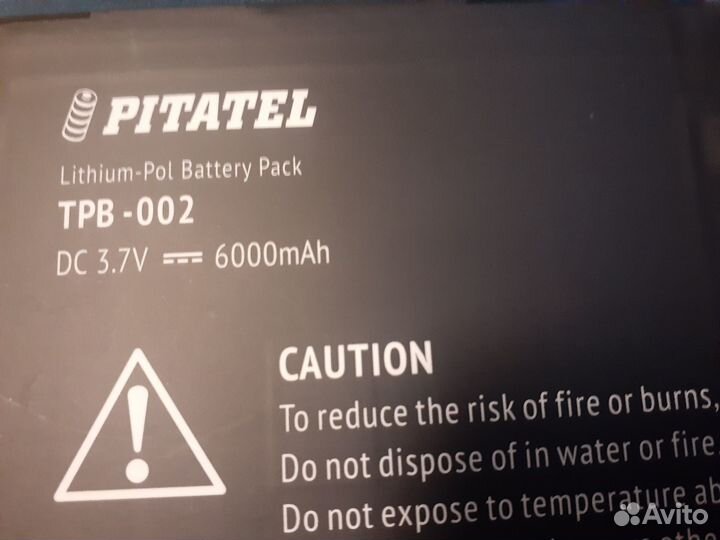 PITATEL
Lithium-Pol Battery Pack
TPB-002
DC 3.7V ⎓ 6000mAh
!
CAUTION
To reduce the risk of fire or burns,
Do not dispose of in water or fire
Do not expose to temperature ab
Avito